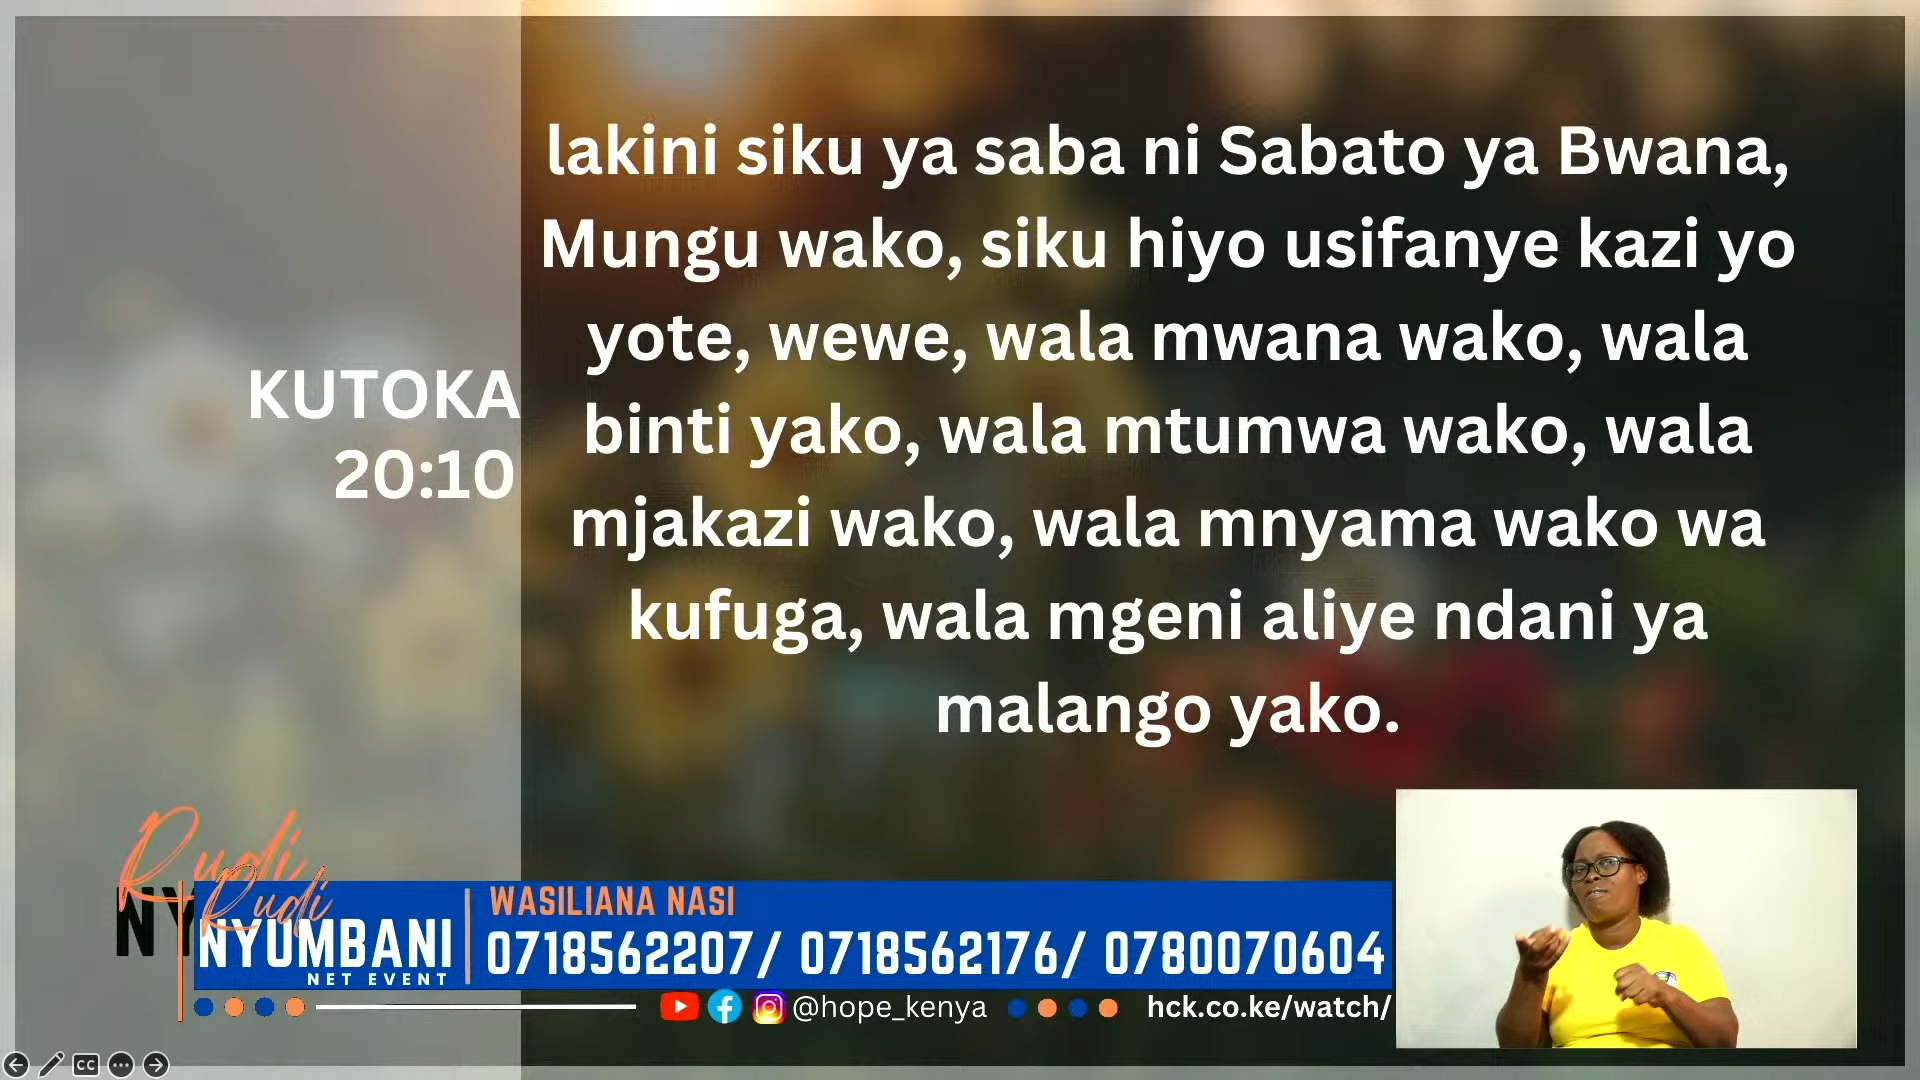 KUTOKA
20:10
lakini siku ya saba ni Sabato ya Bwana,
Mungu wako, siku hiyo usifanye kazi yo
yote, wewe, wala mwana wako, wala
binti yako, wala mtumwa wako, wala
mjakazi wako, wala mnyama wako wa
kufuga, wala mgeni aliye ndani ya
malango yako.
Rudi
NY
Rudi
NYUMBANI
NET EVENT
WASILIANA NASI
0718562207/ 0718562176/ 0780070604
@hope_kenya
hck.co.ke/watch/
CC